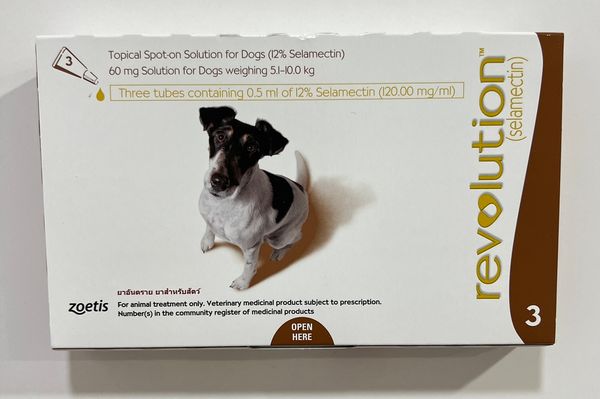 3
Topical Spot-on Solution for Dogs (12% Selamectin)
60 mg Solution for Dogs weighing 5.1–10.0 kg
Three tubes containing 0.5 ml of 12% Selamectin (120.00 mg/ml)
revolution™
(selamectin)
ยาอันตราย ยาสำหรับสัตว์
zoetis
For animal treatment only. Veterinary medicinal product subject to prescription.
Number(s) in the community register of medicinal products
OPEN
HERE
3